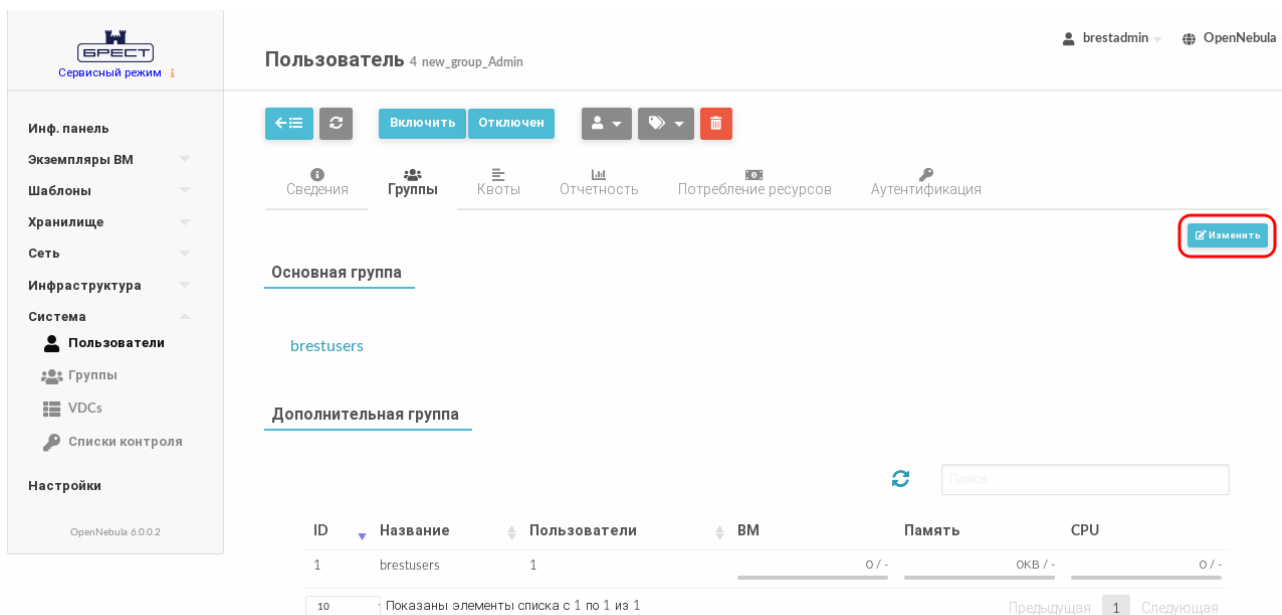 БРЕСТ
Сервисный режим i
Пользователь 4 new_group_Admin
brestadmin
OpenNebula
Инф. панель
Экземпляры ВМ
Шаблоны
Хранилище
Сеть
Инфраструктура
Система
Пользователи
Группы
VDCs
Списки контроля
Настройки
OpenNebula 6.0.0.2
Включить Отключен
Сведения Группы Квоты Отчетность Потребление ресурсов Аутентификация
Изменить
Основная группа
brestusers
Дополнительная группа
Поиск
ID Название Пользователи ВМ Память CPU
1 brestusers 1 0 / - 0KB / - 0 / -
10 Показаны элементы списка с 1 по 1 из 1 Предыдущая 1 Следующая